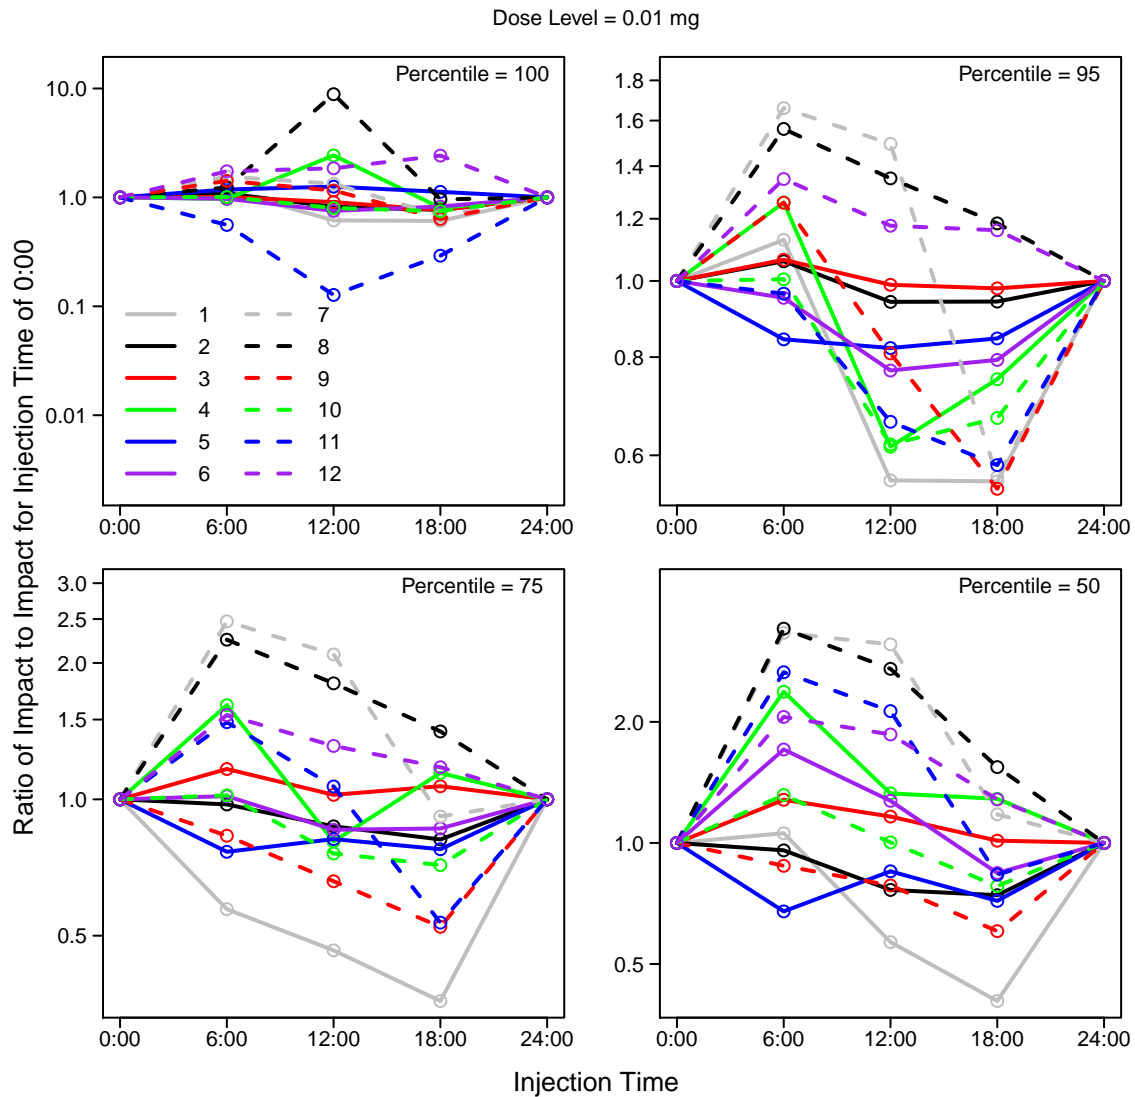 Dose Level = 0.01 mg
Percentile = 100
10.0
1.0
0.1
0.01
1 7
2 8
3 9
4 10
5 11
6 12
0:00 6:00 12:00 18:00 24:00
Percentile = 95
1.8
1.6
1.4
1.2
1.0
0.8
0.6
0:00 6:00 12:00 18:00 24:00
Ratio of Impact to Impact for Injection Time of 0:00
Percentile = 75
3.0
2.5
2.0
1.5
1.0
0.5
0:00 6:00 12:00 18:00 24:00
Percentile = 50
2.0
1.0
0.5
0:00 6:00 12:00 18:00 24:00
Injection Time